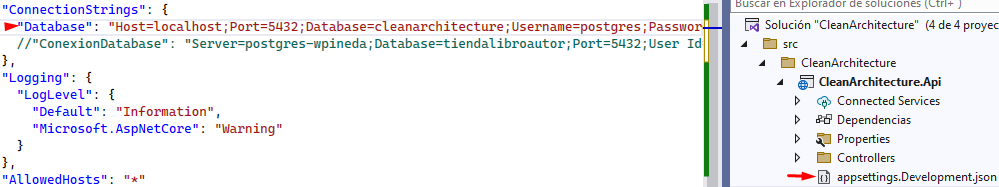 "ConnectionStrings": {
"Database": "Host=localhost;Port=5432;Database=cleanarchitecture;Username=postgres;Passwor
//"ConexionDatabase": "Server=postgres-wpineda;Database=tiendalibroautor;Port=5432;User Id
},
"Logging": {
"LogLevel": {
"Default": "Information",
"Microsoft.AspNetCore": "Warning"
}
},
"AllowedHosts": "*"
Buscar en Explorador de soluciones (Ctrl+ )
Solución "CleanArchitecture" (4 de 4 proyec
src
CleanArchitecture
CleanArchitecture.Api
Connected Services
Dependencias
Properties
Controllers
appsettings.Development.json